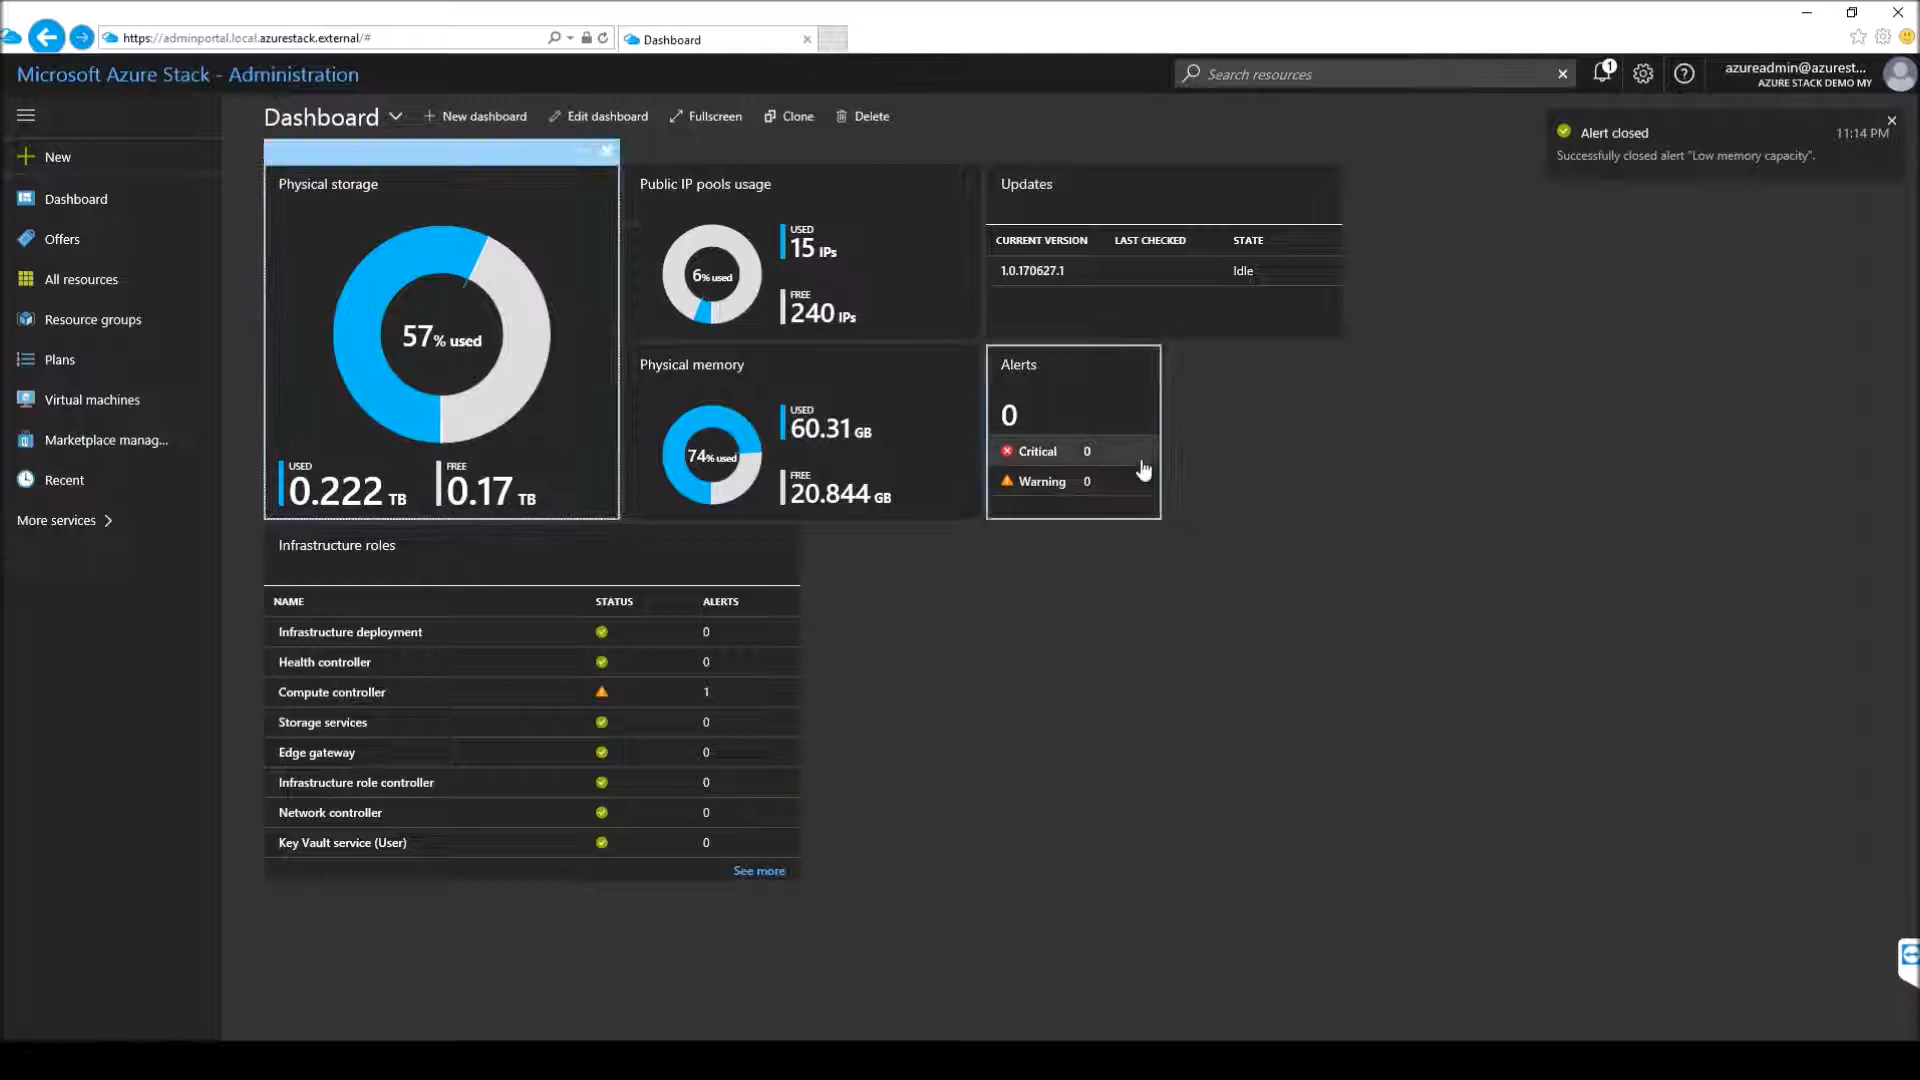 https://adminportal.local.azurestack.external/#
Dashboard
Microsoft Azure Stack - Administration
Search resources
1
azureadmin@azurest...
AZURE STACK DEMO MY
Dashboard
New dashboard
Edit dashboard
Fullscreen
Clone
Delete
Alert closed
11:14 PM
Successfully closed alert "Low memory capacity".
New
Dashboard
Offers
All resources
Resource groups
Plans
Virtual machines
Marketplace manag...
Recent
More services
Physical storage
57% used
USED
0.222 TB
FREE
0.17 TB
Public IP pools usage
6% used
USED
15 IPs
FREE
240 IPs
Updates
CURRENT VERSION LAST CHECKED STATE
1.0.170627.1 Idle
Physical memory
74% used
USED
60.31 GB
FREE
20.844 GB
Alerts
0
Critical 0
Warning 0
Infrastructure roles
NAME STATUS ALERTS
Infrastructure deployment 0
Health controller 0
Compute controller 1
Storage services 0
Edge gateway 0
Infrastructure role controller 0
Network controller 0
Key Vault service (User) 0
See more